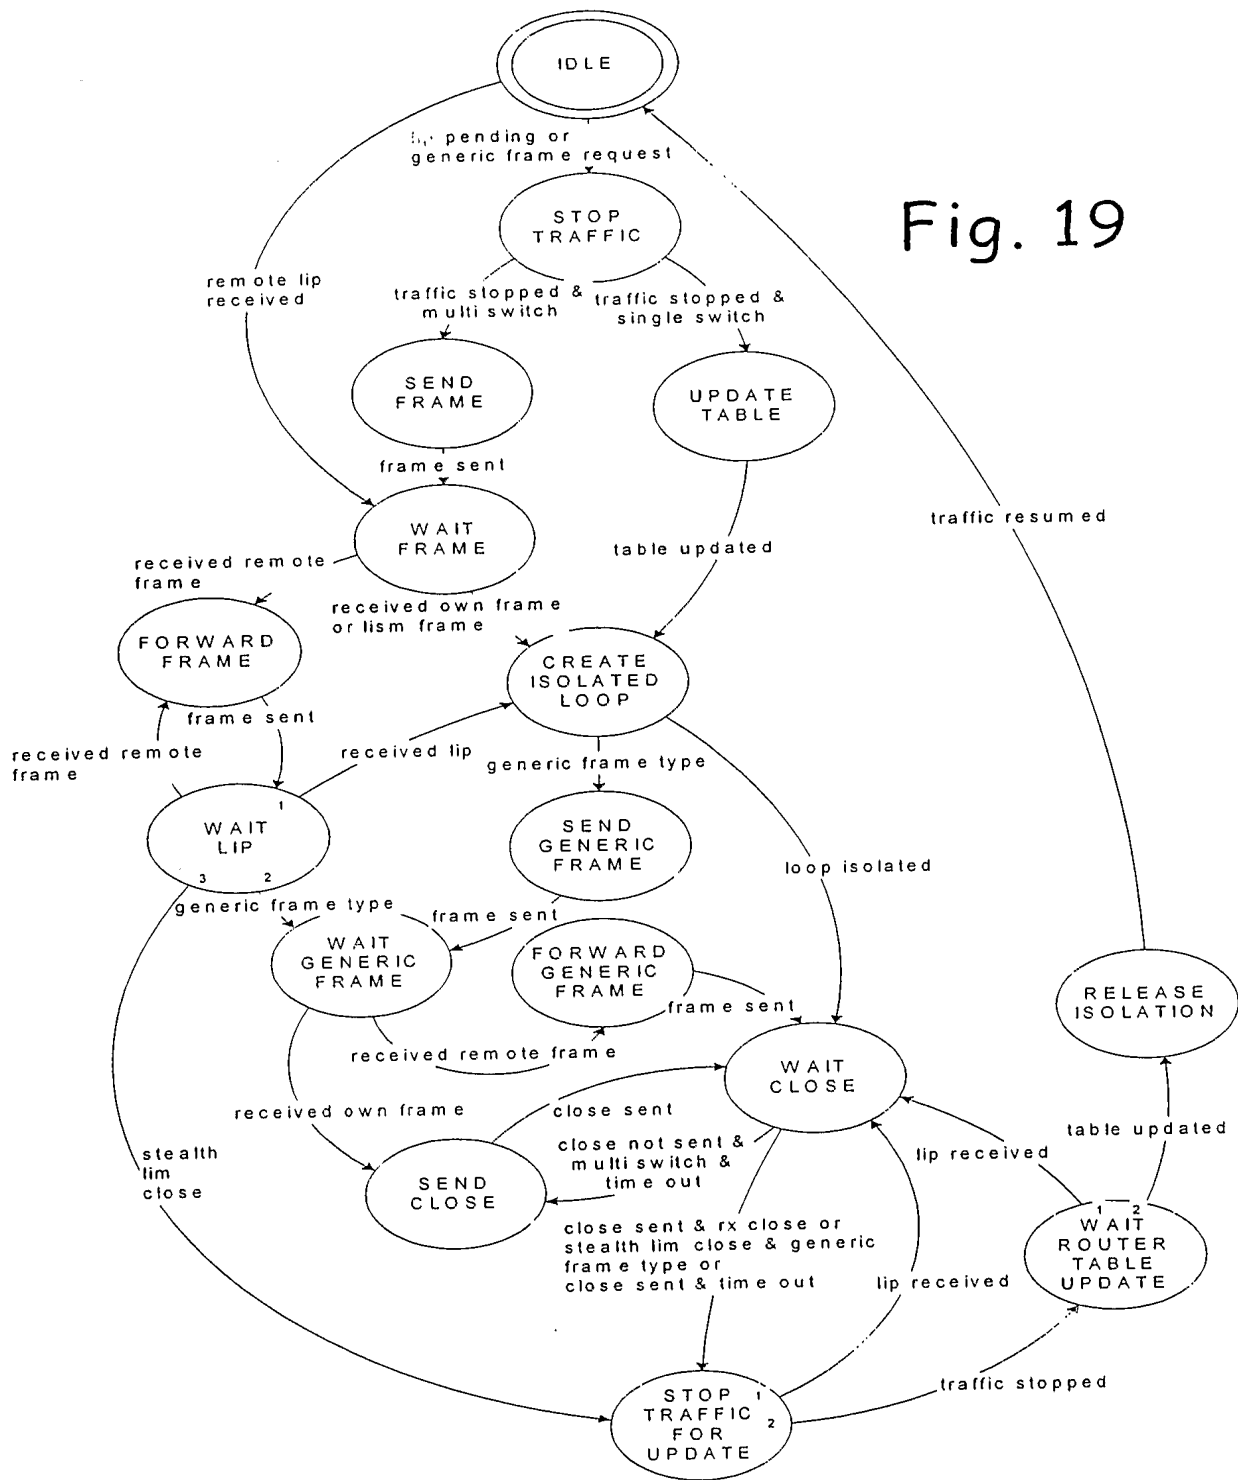 IDLE
pending or
generic frame request
Fig. 19
STOP
TRAFFIC
remote lip
received
traffic stopped &
multi switch
traffic stopped &
single switch
SEND
FRAME
UPDATE
TABLE
frame sent
WAIT
FRAME
traffic resumed
table updated
received remote
frame
received own frame
or lism frame
FORWARD
FRAME
CREATE
ISOLATED
LOOP
frame sent
received remote
frame
received lip
generic frame type
1
WAIT
LIP
3 2
SEND
GENERIC
FRAME
loop isolated
generic frame type
frame sent
WAIT
GENERIC
FRAME
FORWARD
GENERIC
FRAME
frame sent
RELEASE
ISOLATION
received remote frame
WAIT
CLOSE
received own frame
close sent
table updated
close not sent &
multi switch &
time out
lip received
stealth
lim
close
SEND
CLOSE
1 2
WAIT
ROUTER
TABLE
UPDATE
close sent & rx close or
stealth lim close & generic
frame type or
close sent & time out
lip received
traffic stopped
STOP 1
TRAFFIC 2
FOR
UPDATE